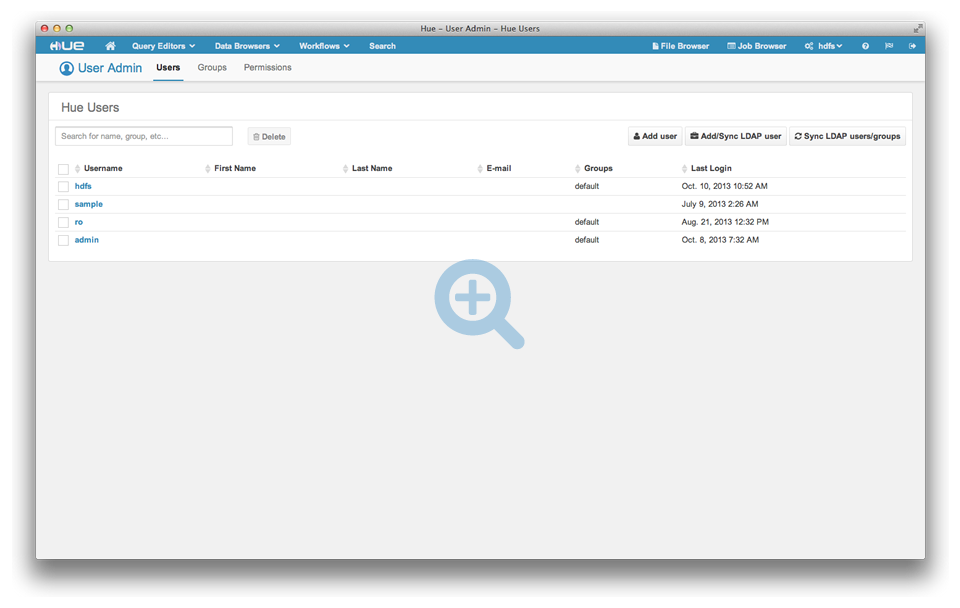 Hue - User Admin - Hue Users
HUE Query Editors Data Browsers Workflows Search File Browser Job Browser hdfs
User Admin Users Groups Permissions
Hue Users
Search for name, group, etc... Delete Add user Add/Sync LDAP user Sync LDAP users/groups
Username First Name Last Name E-mail Groups Last Login
hdfs default Oct. 10, 2013 10:52 AM
sample July 9, 2013 2:26 AM
ro default Aug. 21, 2013 12:32 PM
admin default Oct. 8, 2013 7:32 AM